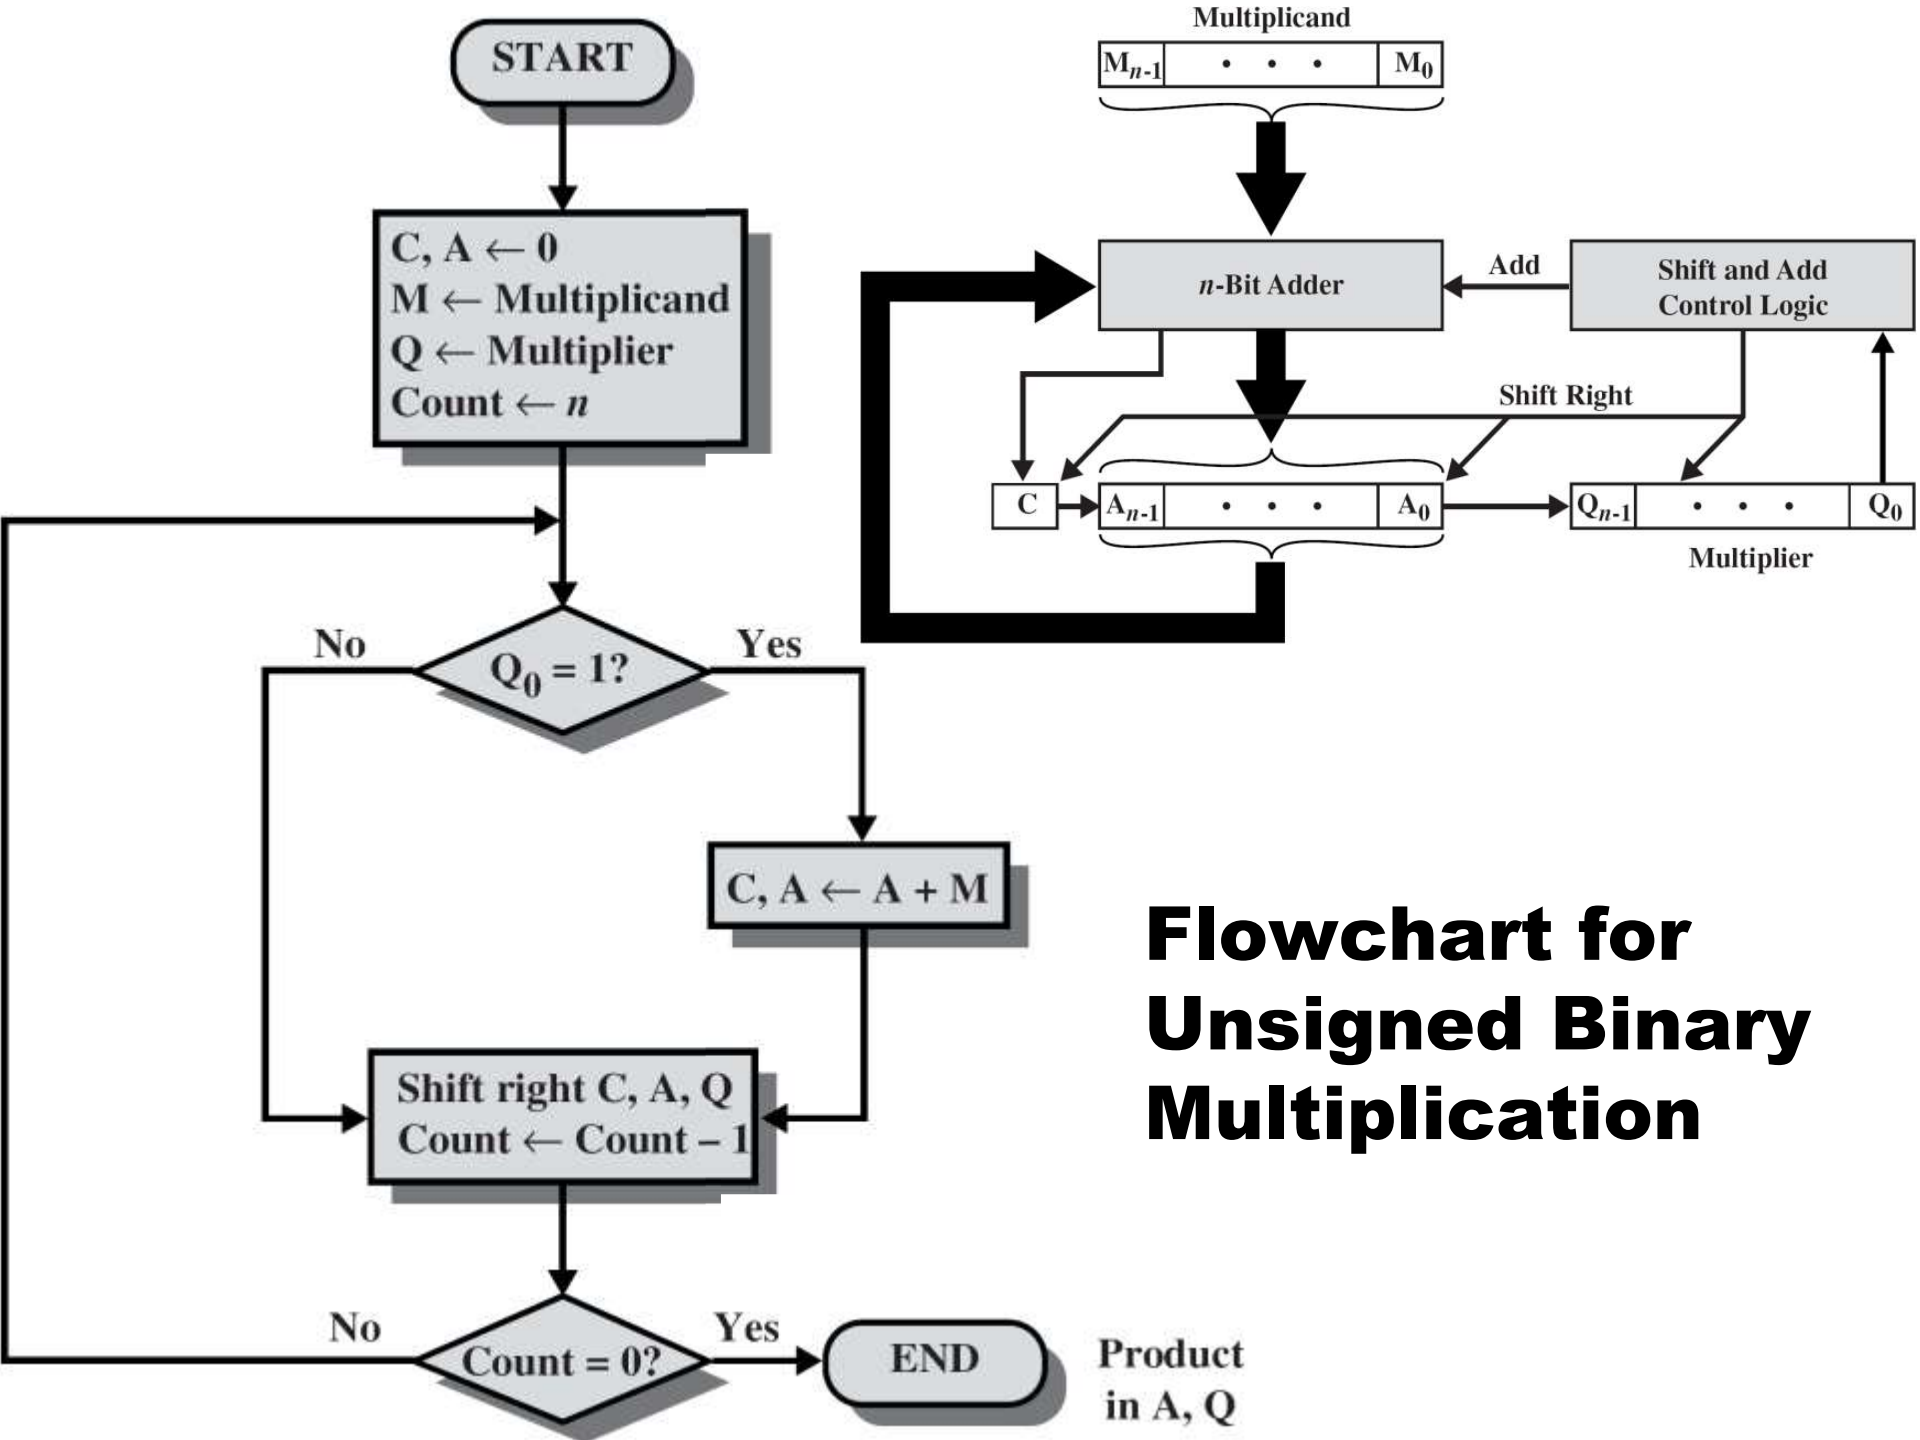 START
C, A ← 0
M ← Multiplicand
Q ← Multiplier
Count ← n
No
Q₀ = 1?
Yes
C, A ← A + M
Shift right C, A, Q
Count ← Count – 1
No
Count = 0?
Yes
END
Product
in A, Q
Multiplicand
Mₙ₋₁ • • • M₀
n-Bit Adder
Add
Shift and Add
Control Logic
Shift Right
C
Aₙ₋₁ • • • A₀
Qₙ₋₁ • • • Q₀
Multiplier
Flowchart for
Unsigned Binary
Multiplication